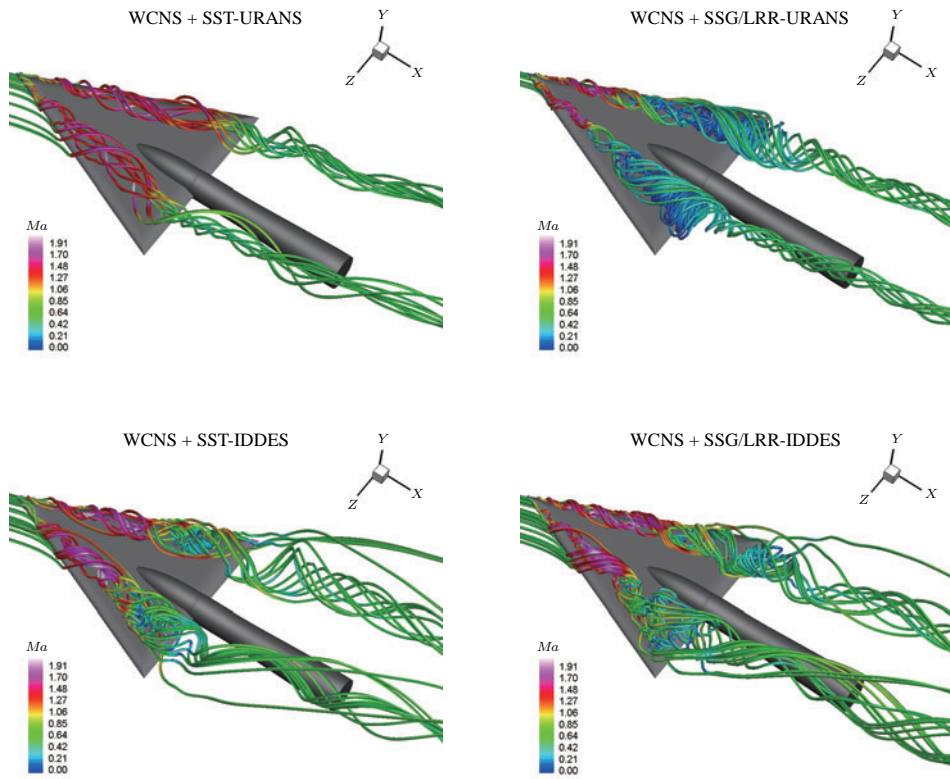 WCNS + SST-URANS
WCNS + SSG/LRR-URANS
Y
Z
X
Y
Z
X
Ma
1.91
1.70
1.48
1.27
1.06
0.85
0.64
0.42
0.21
0.00
Ma
1.91
1.70
1.48
1.27
1.06
0.85
0.64
0.42
0.21
0.00
WCNS + SST-IDDES
WCNS + SSG/LRR-IDDES
Y
Z
X
Y
Z
X
Ma
1.91
1.70
1.48
1.27
1.06
0.85
0.64
0.42
0.21
0.00
Ma
1.91
1.70
1.48
1.27
1.06
0.85
0.64
0.42
0.21
0.00